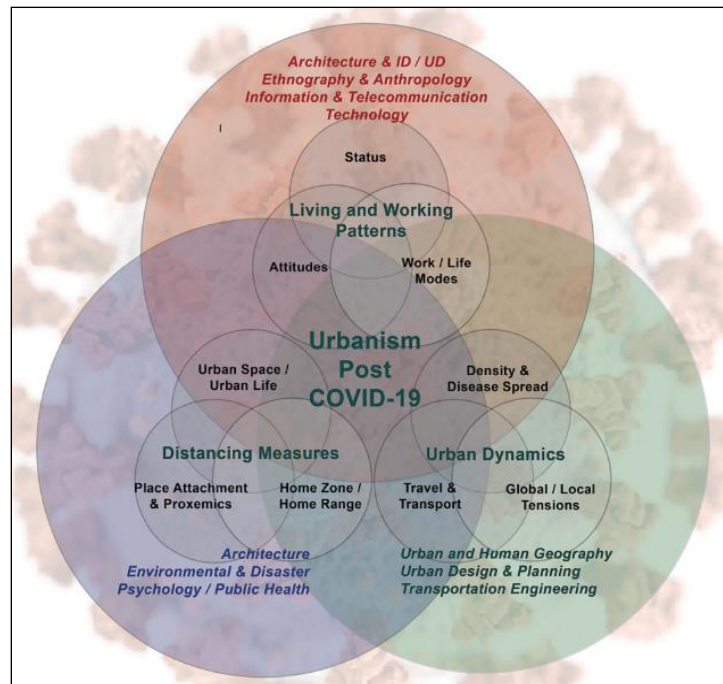 Architecture & ID / UD
Ethnography & Anthropology
Information & Telecommunication
Technology
Status
Living and Working
Patterns
Attitudes
Work / Life
Modes
Urbanism
Post
COVID-19
Urban Space /
Urban Life
Density &
Disease Spread
Distancing Measures
Urban Dynamics
Place Attachment
& Proxemics
Home Zone /
Home Range
Travel &
Transport
Global / Local
Tensions
Architecture
Environmental & Disaster
Psychology / Public Health
Urban and Human Geography
Urban Design & Planning
Transportation Engineering